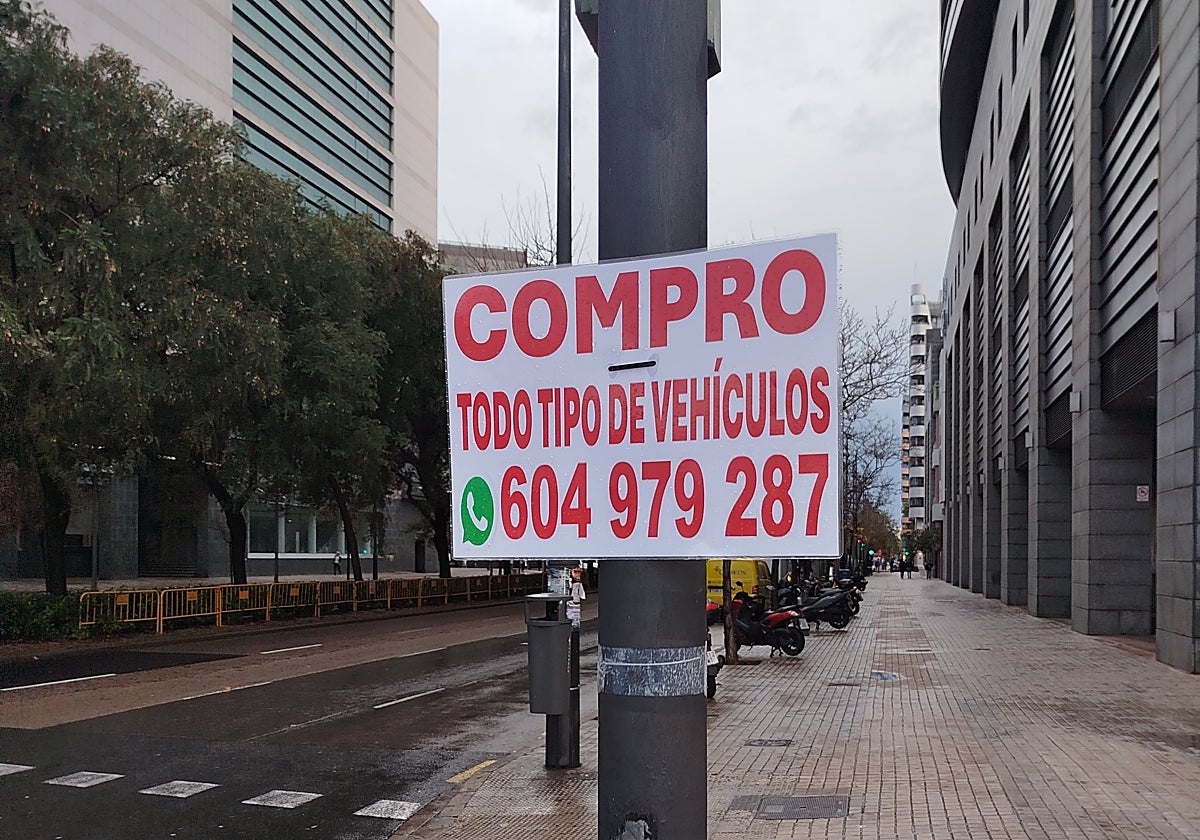 COMPRO
TODO TIPO DE VEHÍCULOS
604 979 287